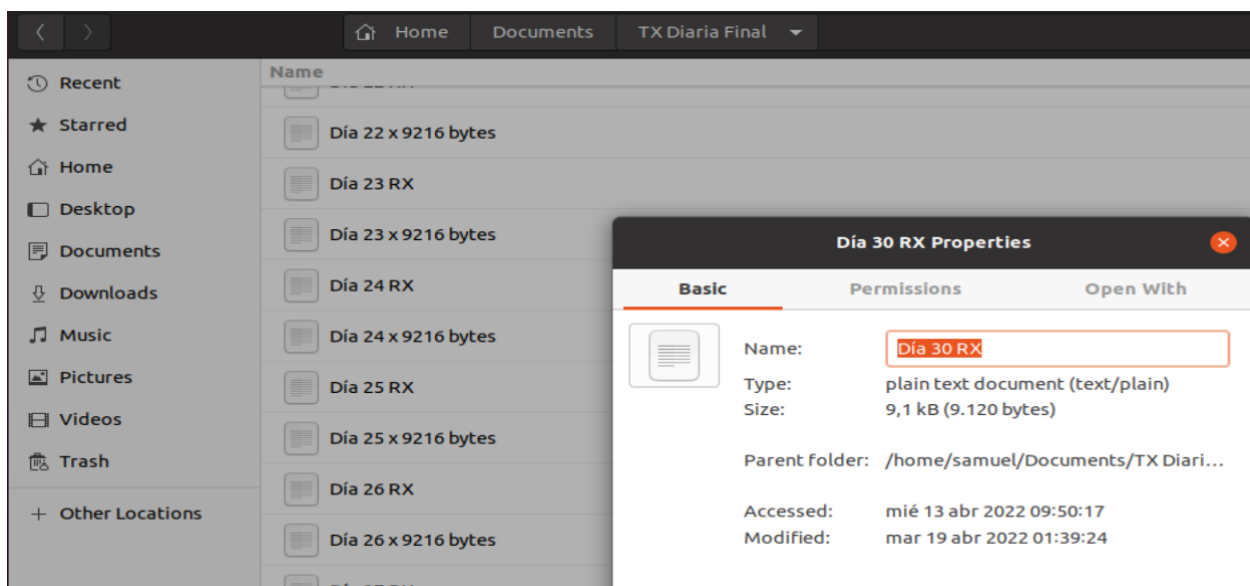 Home Documents TX Diaria Final
Recent
Starred
Home
Desktop
Documents
Downloads
Music
Pictures
Videos
Trash
+ Other Locations
Name
Día 22 x 9216 bytes
Día 23 RX
Día 23 x 9216 bytes
Día 24 RX
Día 24 x 9216 bytes
Día 25 RX
Día 25 x 9216 bytes
Día 26 RX
Día 26 x 9216 bytes
Día 30 RX Properties
Basic Permissions Open With
Name: Día 30 RX
Type: plain text document (text/plain)
Size: 9,1 kB (9.120 bytes)
Parent folder: /home/samuel/Documents/TX Diari...
Accessed: mié 13 abr 2022 09:50:17
Modified: mar 19 abr 2022 01:39:24